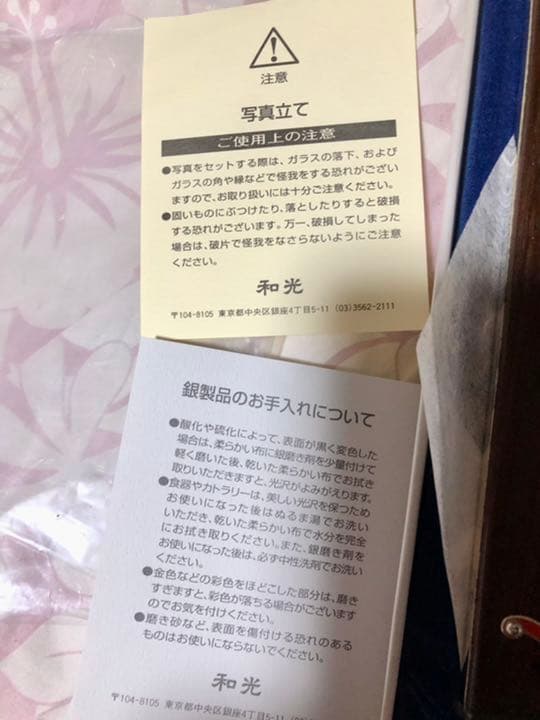 注意
写真立て
ご使用上の注意
●写真をセットする際は、ガラスの落下、および
ガラスの角や縁などで怪我をする恐れがござい
ますので、お取り扱いには十分ご注意ください。
●固いものにぶつけたり、落としたりすると破損
する恐れがございます。万一、破損してしまった
場合は、破片で怪我をなさらないようにご注意
ください。
和光
〒104-8105 東京都中央区銀座4丁目5-11 (03)3562-2111
銀製品のお手入れについて
●酸化や硫化によって、表面が黒く変色した
場合は、柔らかい布に銀磨き剤を少量付けて
軽く磨いた後、乾いた柔らかい布でお拭き
取りいただきますと、光沢がよみがえります。
●食器やカトラリーは、美しい光沢を保つため
お使いになった後はぬるま湯でお洗い
いただき、乾いた柔らかい布で水分を完全
にお拭き取りください。また、銀磨き剤を
お使いになった後は、必ず中性洗剤でお洗い
ください。
●金色などの彩色をほどこした部分は、磨き
すぎますと、彩色が落ちる場合がございます
のでお気を付けください。
●磨き砂など、表面を傷付ける恐れのある
ものはお使いにならないでください。
和光
〒104-8105 東京都中央区銀座4丁目5-11 (03)